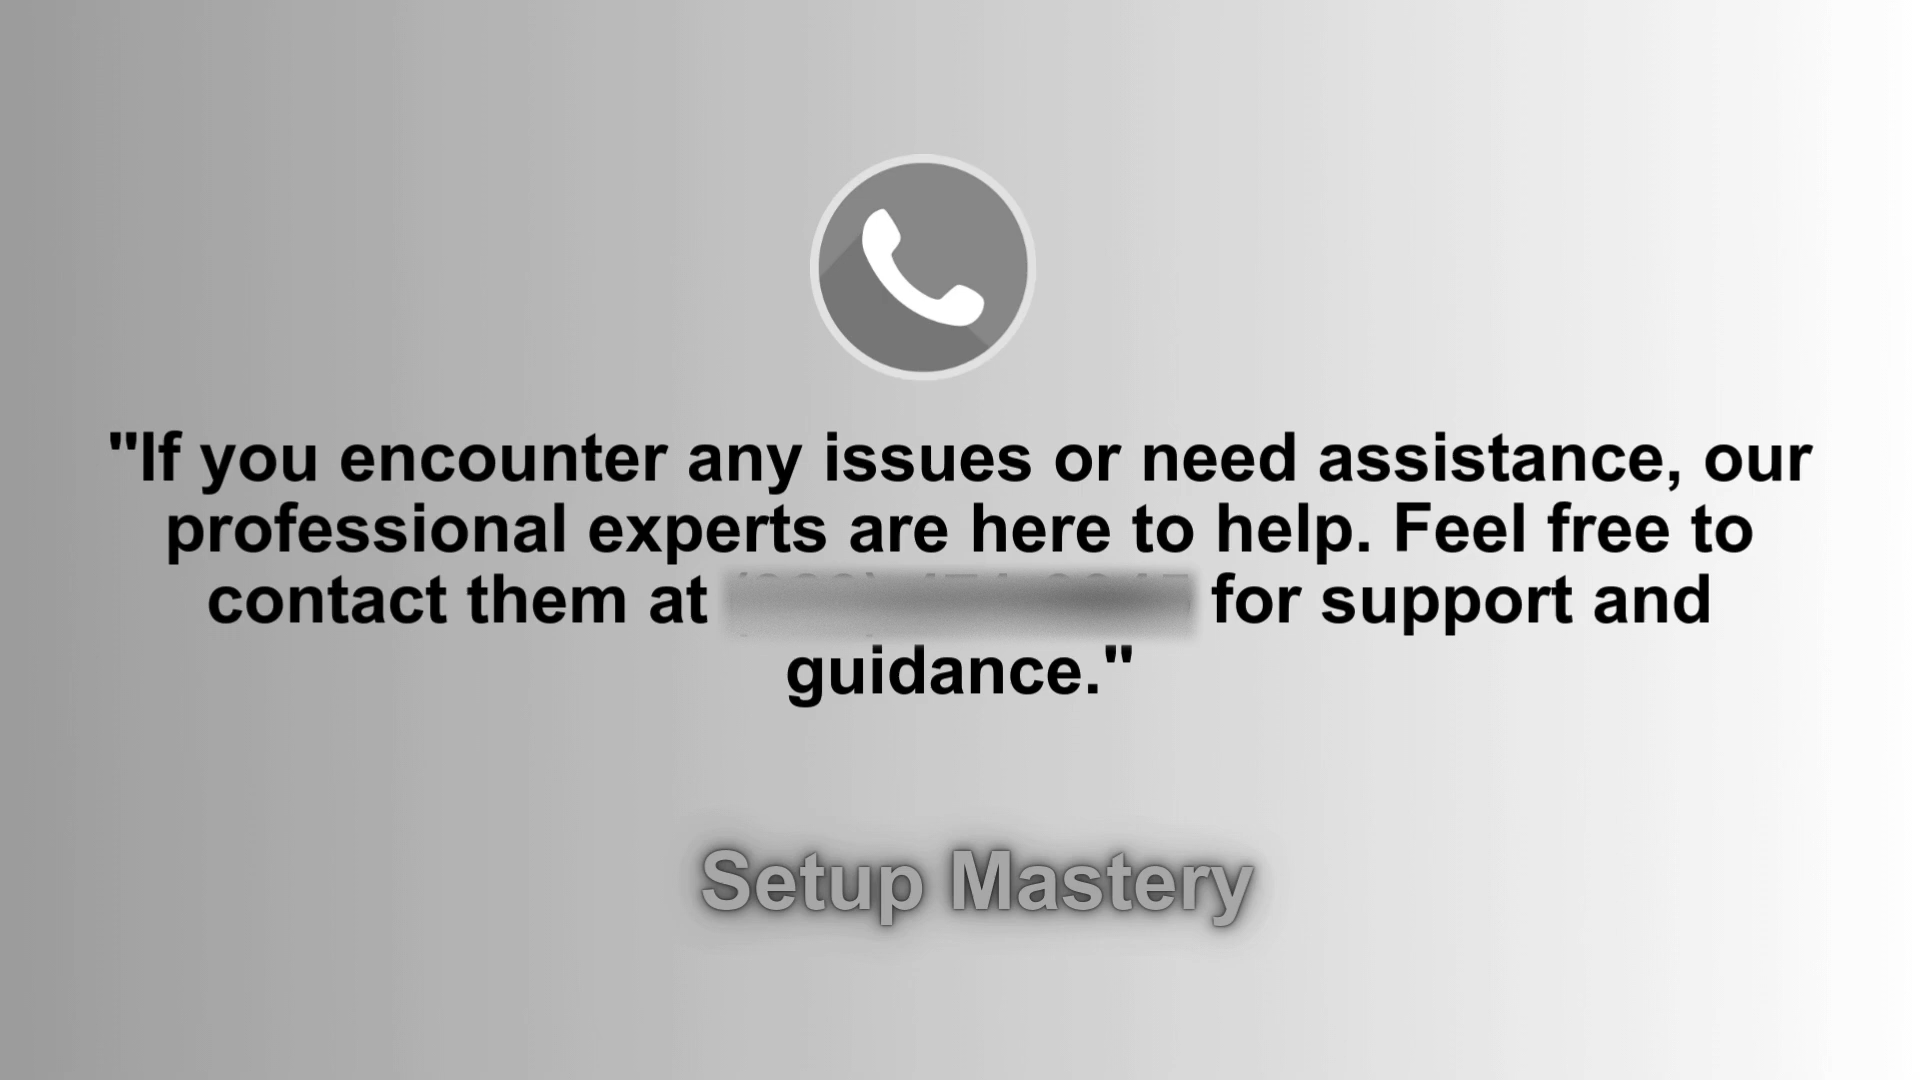 "If you encounter any issues or need assistance, our
professional experts are here to help. Feel free to
contact them at for support and
guidance."
Setup Mastery